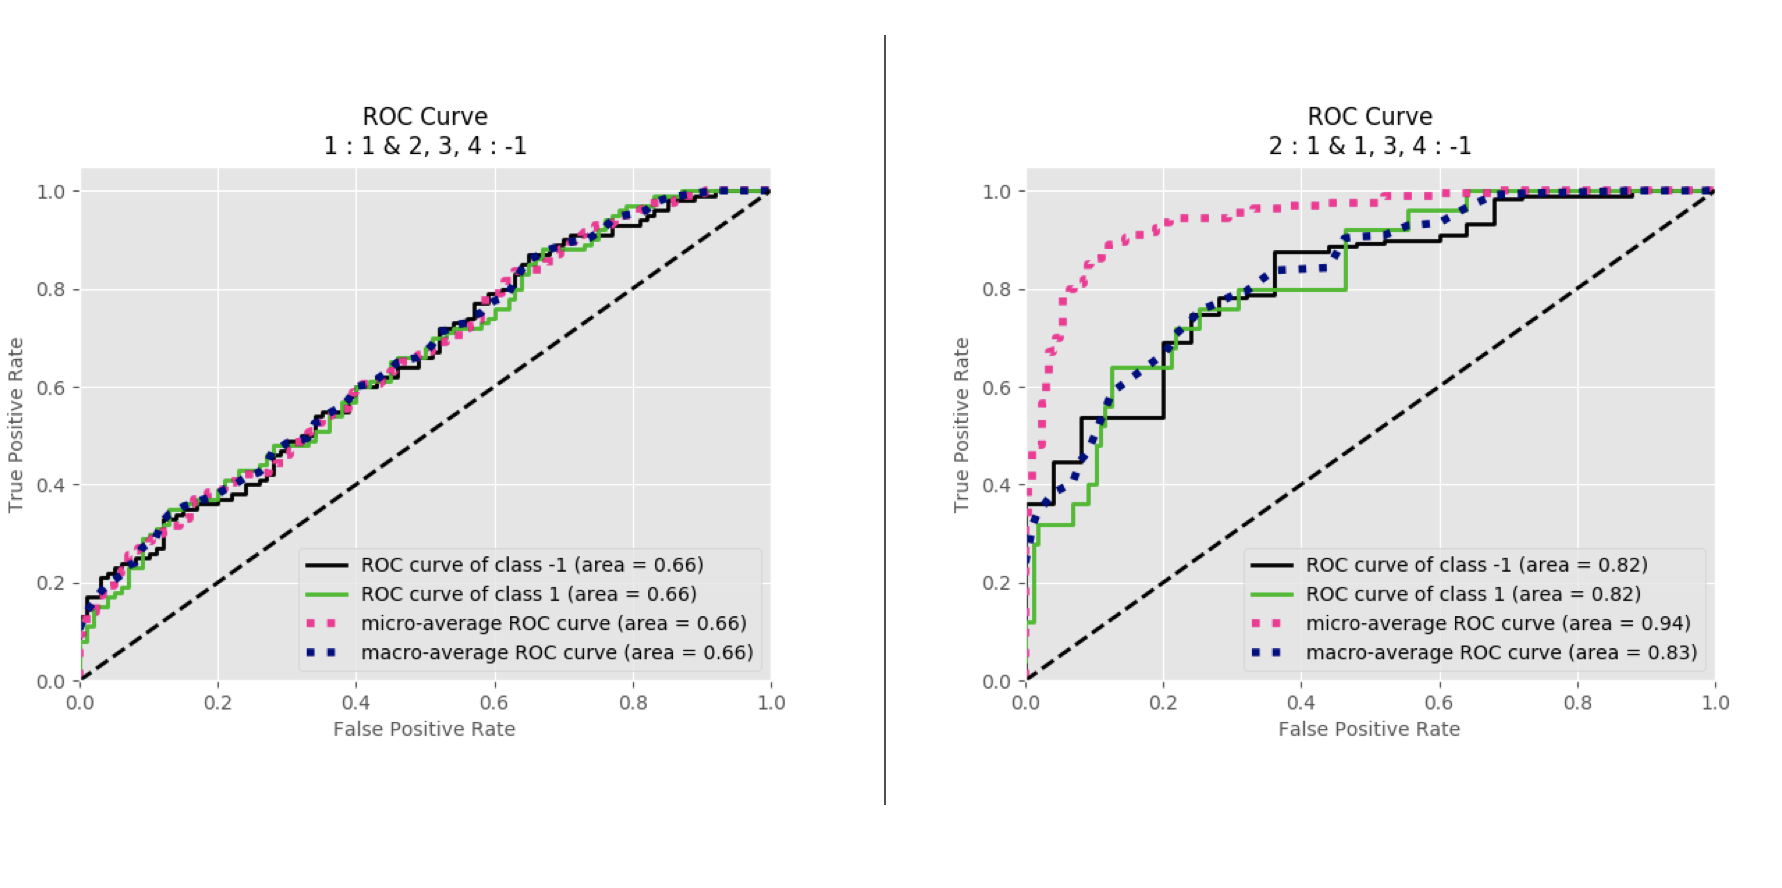 ROC Curve
1 : 1 & 2, 3, 4 : -1
True Positive Rate
1.0
0.8
0.6
0.4
0.2
0.0
ROC curve of class -1 (area = 0.66)
ROC curve of class 1 (area = 0.66)
micro-average ROC curve (area = 0.66)
macro-average ROC curve (area = 0.66)
0.0 0.2 0.4 0.6 0.8 1.0
False Positive Rate
ROC Curve
2 : 1 & 1, 3, 4 : -1
True Positive Rate
1.0
0.8
0.6
0.4
0.2
0.0
ROC curve of class -1 (area = 0.82)
ROC curve of class 1 (area = 0.82)
micro-average ROC curve (area = 0.94)
macro-average ROC curve (area = 0.83)
0.0 0.2 0.4 0.6 0.8 1.0
False Positive Rate